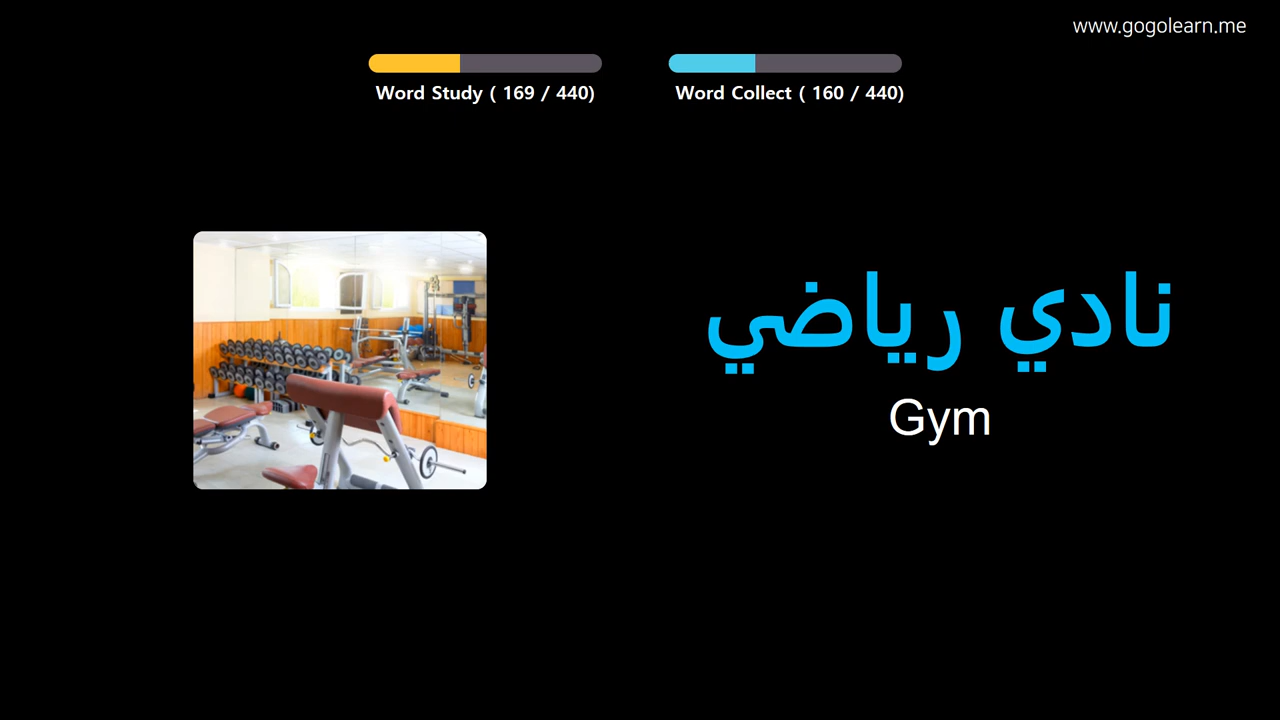 www.gogolearn.me
Word Study ( 169 / 440)
Word Collect ( 160 / 440)
نادي رياضي
Gym